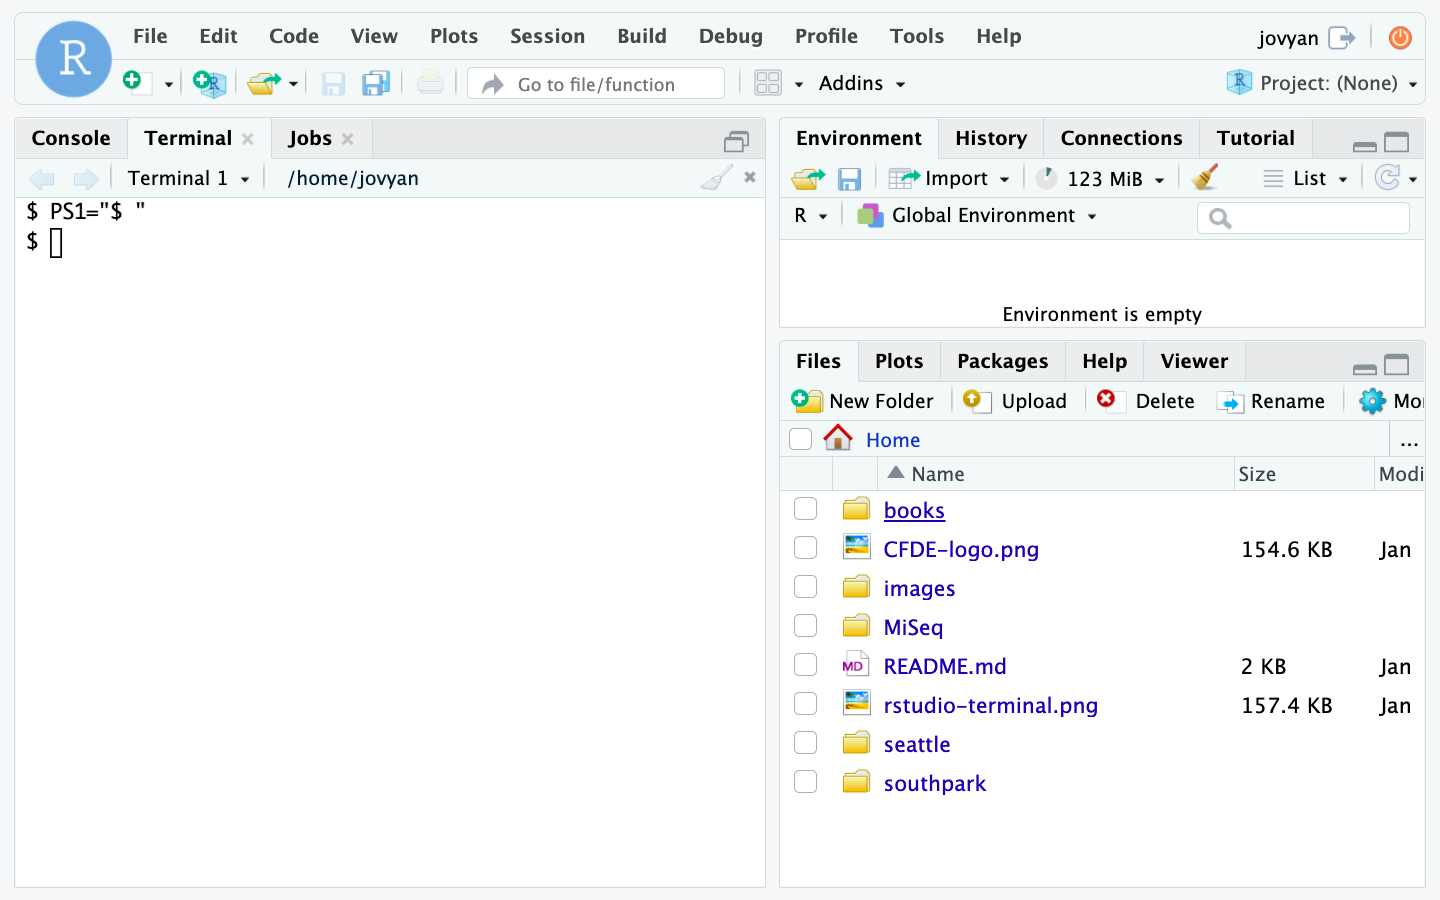 R File Edit Code View Plots Session Build Debug Profile Tools Help jovyan
Go to file/function Addins Project: (None)
Console Terminal Jobs
Terminal 1 /home/jovyan
$ PS1="$ "
$
Environment History Connections Tutorial
Import 123 MiB List
R Global Environment
Environment is empty
Files Plots Packages Help Viewer
New Folder Upload Delete Rename Mor
Home ...
Name Size Modi
books
CFDE-logo.png 154.6 KB Jan
images
MiSeq
MD README.md 2 KB Jan
rstudio-terminal.png 157.4 KB Jan
seattle
southpark